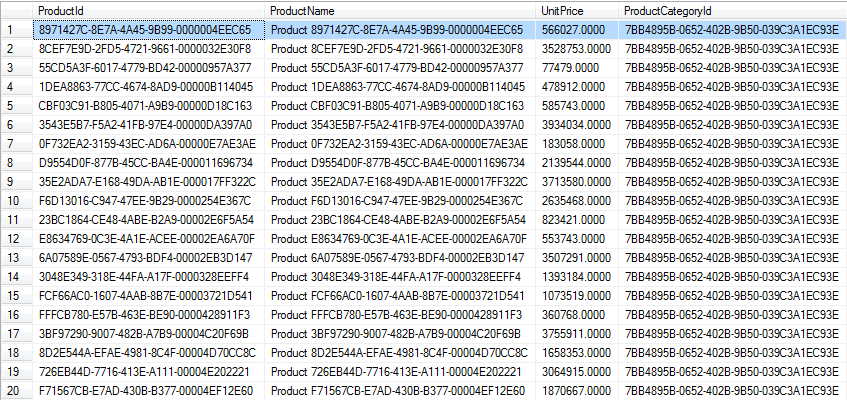 ProductId ProductName UnitPrice ProductCategoryId
1 8971427C-8E7A-4A45-9B99-0000004EEC65 Product 8971427C-8E7A-4A45-9B99-0000004EEC65 566027.0000 7BB4895B-0652-402B-9B50-039C3A1EC93E
2 8CEF7E9D-2FD5-4721-9661-0000032E30F8 Product 8CEF7E9D-2FD5-4721-9661-0000032E30F8 3528753.0000 7BB4895B-0652-402B-9B50-039C3A1EC93E
3 55CD5A3F-6017-4779-BD42-00000957A377 Product 55CD5A3F-6017-4779-BD42-00000957A377 77479.0000 7BB4895B-0652-402B-9B50-039C3A1EC93E
4 1DEA8863-77CC-4674-8AD9-00000B114045 Product 1DEA8863-77CC-4674-8AD9-00000B114045 478912.0000 7BB4895B-0652-402B-9B50-039C3A1EC93E
5 CBF03C91-B805-4071-A9B9-00000D18C163 Product CBF03C91-B805-4071-A9B9-00000D18C163 585743.0000 7BB4895B-0652-402B-9B50-039C3A1EC93E
6 3543E5B7-F5A2-41FB-97E4-00000DA397A0 Product 3543E5B7-F5A2-41FB-97E4-00000DA397A0 3934034.0000 7BB4895B-0652-402B-9B50-039C3A1EC93E
7 0F732EA2-3159-43EC-AD6A-00000E7AE3AE Product 0F732EA2-3159-43EC-AD6A-00000E7AE3AE 183058.0000 7BB4895B-0652-402B-9B50-039C3A1EC93E
8 D9554D0F-877B-45CC-BA4E-000011696734 Product D9554D0F-877B-45CC-BA4E-000011696734 2139544.0000 7BB4895B-0652-402B-9B50-039C3A1EC93E
9 35E2ADA7-E168-49DA-AB1E-000017FF322C Product 35E2ADA7-E168-49DA-AB1E-000017FF322C 3713580.0000 7BB4895B-0652-402B-9B50-039C3A1EC93E
10 F6D13016-C947-47EE-9B29-0000254E367C Product F6D13016-C947-47EE-9B29-0000254E367C 2635468.0000 7BB4895B-0652-402B-9B50-039C3A1EC93E
11 23BC1864-CE48-4ABE-B2A9-00002E6F5A54 Product 23BC1864-CE48-4ABE-B2A9-00002E6F5A54 823421.0000 7BB4895B-0652-402B-9B50-039C3A1EC93E
12 E8634769-0C3E-4A1E-ACEE-00002EA6A70F Product E8634769-0C3E-4A1E-ACEE-00002EA6A70F 553743.0000 7BB4895B-0652-402B-9B50-039C3A1EC93E
13 6A07589E-0567-4793-BDF4-00002EB3D147 Product 6A07589E-0567-4793-BDF4-00002EB3D147 3507291.0000 7BB4895B-0652-402B-9B50-039C3A1EC93E
14 3048E349-318E-44FA-A17F-0000328EEFF4 Product 3048E349-318E-44FA-A17F-0000328EEFF4 1393184.0000 7BB4895B-0652-402B-9B50-039C3A1EC93E
15 FCF66AC0-1607-4AAB-8B7E-00003721D541 Product FCF66AC0-1607-4AAB-8B7E-00003721D541 1073519.0000 7BB4895B-0652-402B-9B50-039C3A1EC93E
16 FFFCB780-E57B-463E-BE90-0000428911F3 Product FFFCB780-E57B-463E-BE90-0000428911F3 360768.0000 7BB4895B-0652-402B-9B50-039C3A1EC93E
17 3BF97290-9007-482B-A7B9-00004C20F69B Product 3BF97290-9007-482B-A7B9-00004C20F69B 3755911.0000 7BB4895B-0652-402B-9B50-039C3A1EC93E
18 8D2E544A-EFAE-4981-8C4F-00004D70CC8C Product 8D2E544A-EFAE-4981-8C4F-00004D70CC8C 1658353.0000 7BB4895B-0652-402B-9B50-039C3A1EC93E
19 726EB44D-7716-413E-A111-00004E202221 Product 726EB44D-7716-413E-A111-00004E202221 3064915.0000 7BB4895B-0652-402B-9B50-039C3A1EC93E
20 F71567CB-E7AD-430B-B377-00004EF12E60 Product F71567CB-E7AD-430B-B377-00004EF12E60 1870667.0000 7BB4895B-0652-402B-9B50-039C3A1EC93E